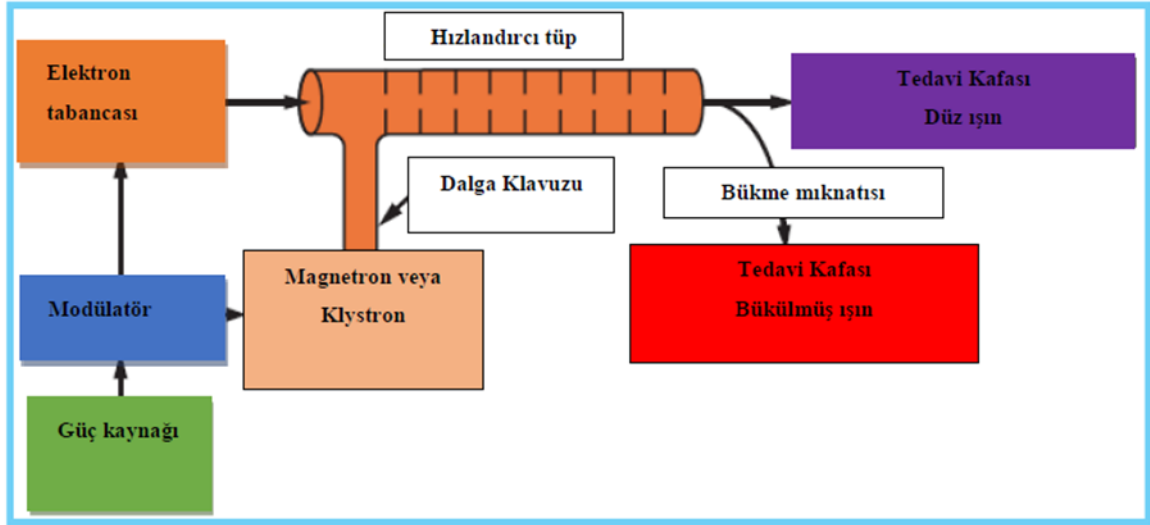 Hızlandırcı tüp
Elektron
tabancası
Tedavi Kafası
Düz ışın
Dalga Klavuzu
Bükme mıknatısı
Magnetron veya
Klystron
Tedavi Kafası
Bükülmüş ışın
Modülatör
Güç kaynağı